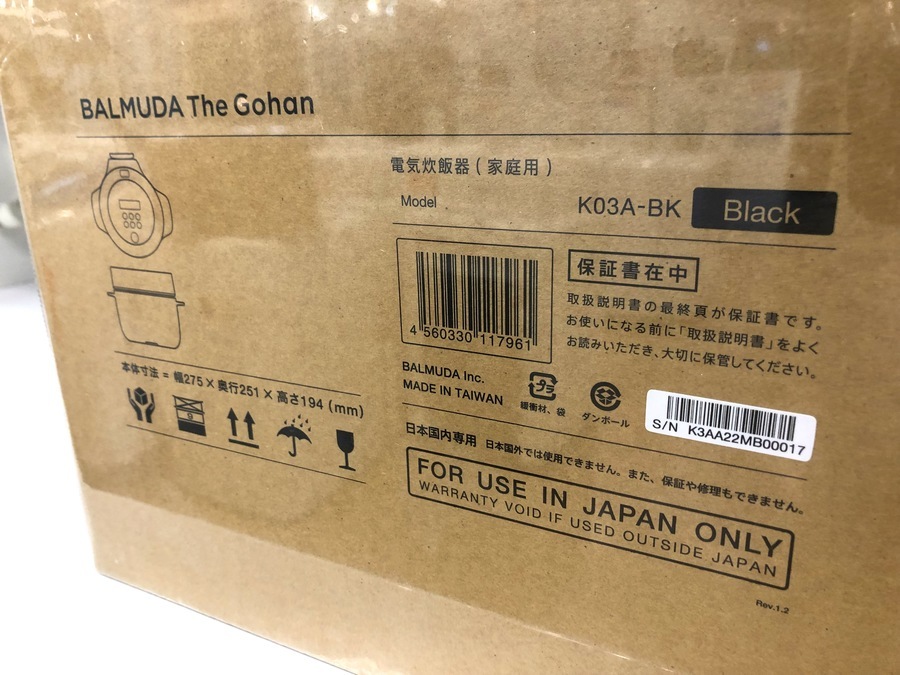 BALMUDA The Gohan
電気炊飯器(家庭用)
Model K03A-BK Black
4 560330 117961
保証書在中
取扱説明書の最終頁が保証書です。
お使いになる前に「取扱説明書」をよく
お読みいただき、大切に保管してください。
BALMUDA Inc.
MADE IN TAIWAN
プラ
緩衝材、袋
ダンボール
S/N K3AA22MB00017
本体寸法 = 幅275×奥行251×高さ194(mm)
9
日本国内専用 日本国外では使用できません。また、保証や修理もできません。
FOR USE IN JAPAN ONLY
WARRANTY VOID IF USED OUTSIDE JAPAN
Rev.1.2